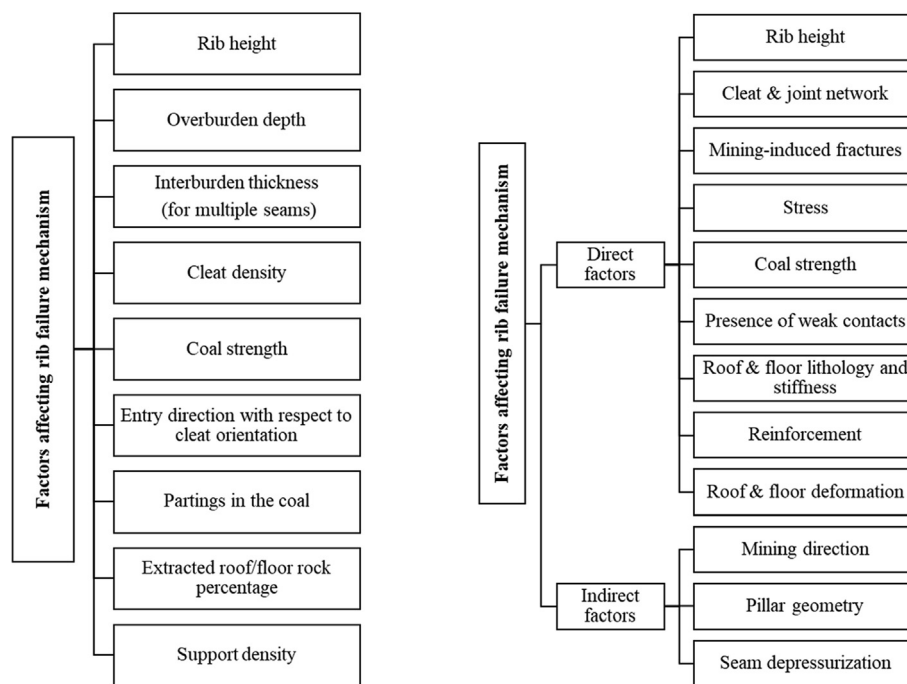 Factors affecting rib failure mechanism
Rib height
Overburden depth
Interburden thickness
(for multiple seams)
Cleat density
Coal strength
Entry direction with respect to
cleat orientation
Partings in the coal
Extracted roof/floor rock
percentage
Support density
Factors affecting rib failure mechanism
Direct
factors
Rib height
Cleat & joint network
Mining-induced fractures
Stress
Coal strength
Presence of weak contacts
Roof & floor lithology and
stiffness
Reinforcement
Roof & floor deformation
Indirect
factors
Mining direction
Pillar geometry
Seam depressurization